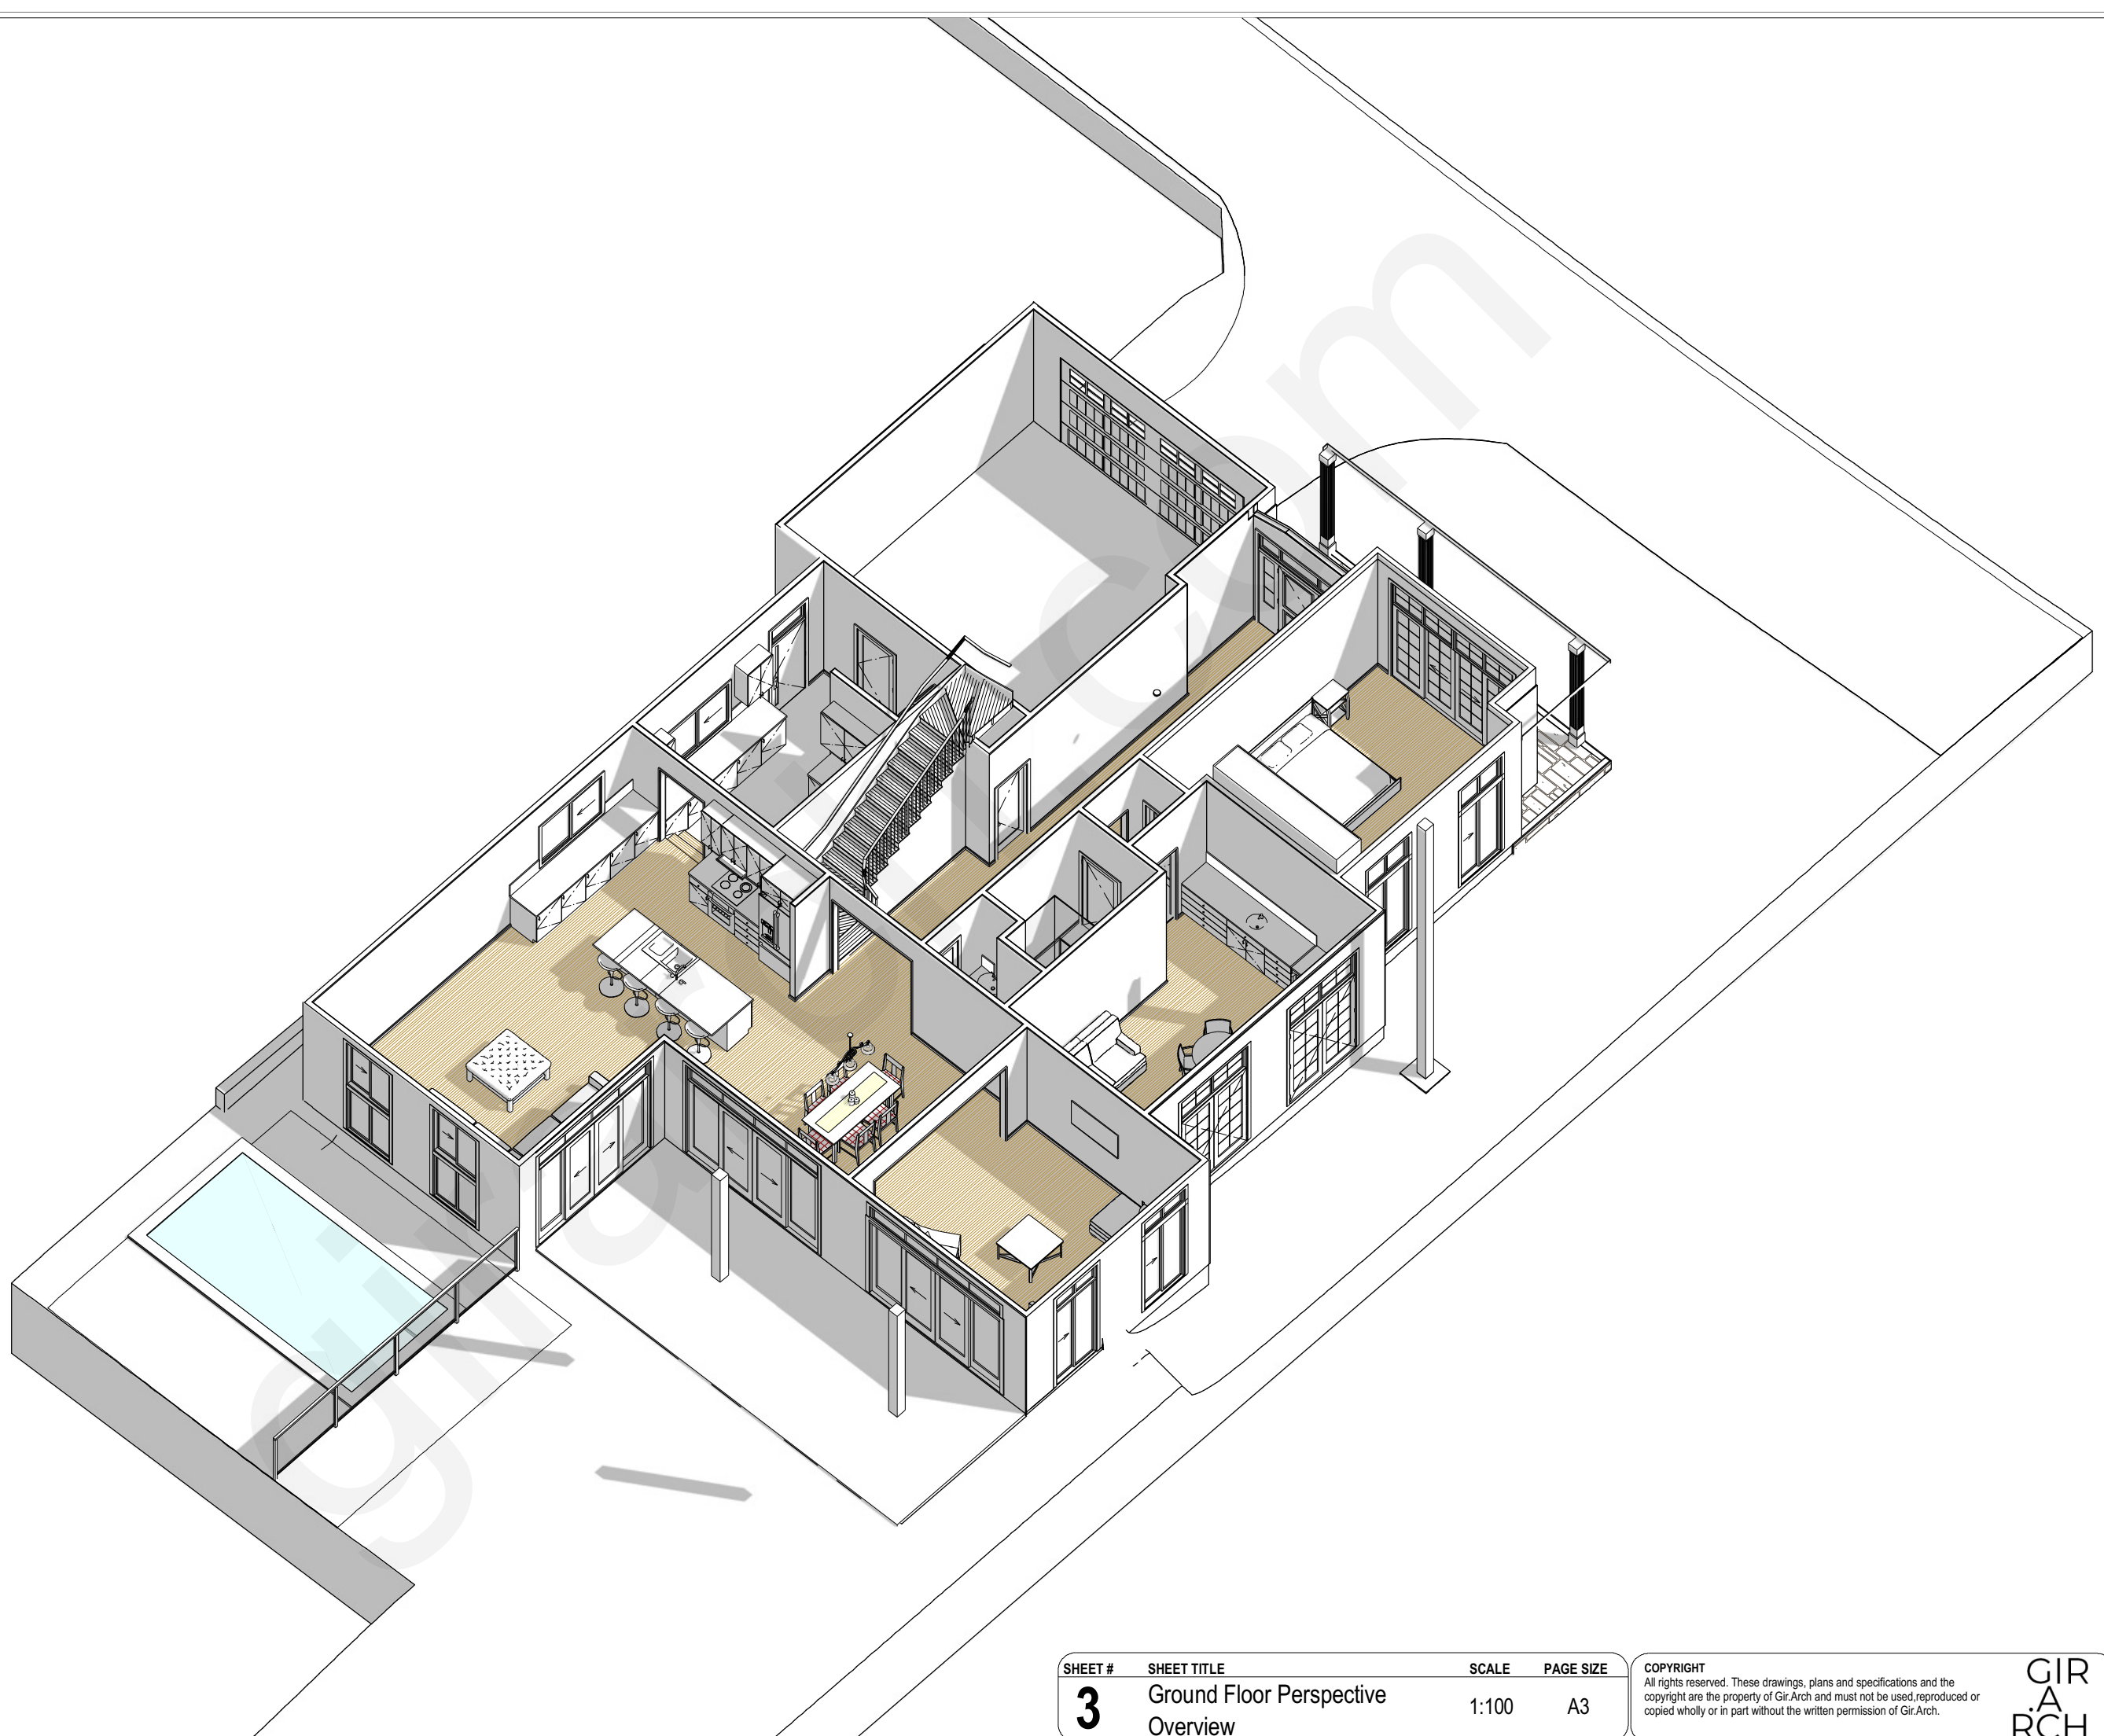 girarch.com
SHEET # SHEET TITLE SCALE PAGE SIZE
3 Ground Floor Perspective Overview 1:100 A3
COPYRIGHT
All rights reserved. These drawings, plans and specifications and the
copyright are the property of Gir.Arch and must not be used,reproduced or
copied wholly or in part without the written permission of Gir.Arch.
GIR
.A
RCH